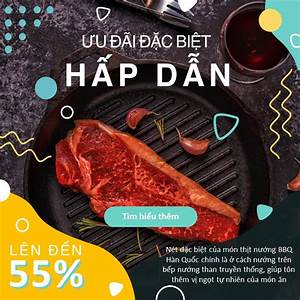 ƯU ĐÃI ĐẶC BIỆT
HẤP DẪN
Tìm hiểu thêm
LÊN ĐẾN
55%
Nét đặc biệt của món thịt nướng BBQ
Hàn Quốc chính là ở cách nướng trên
bếp nướng than truyền thống, giúp tôn
thêm vị ngọt tự nhiên của món ăn